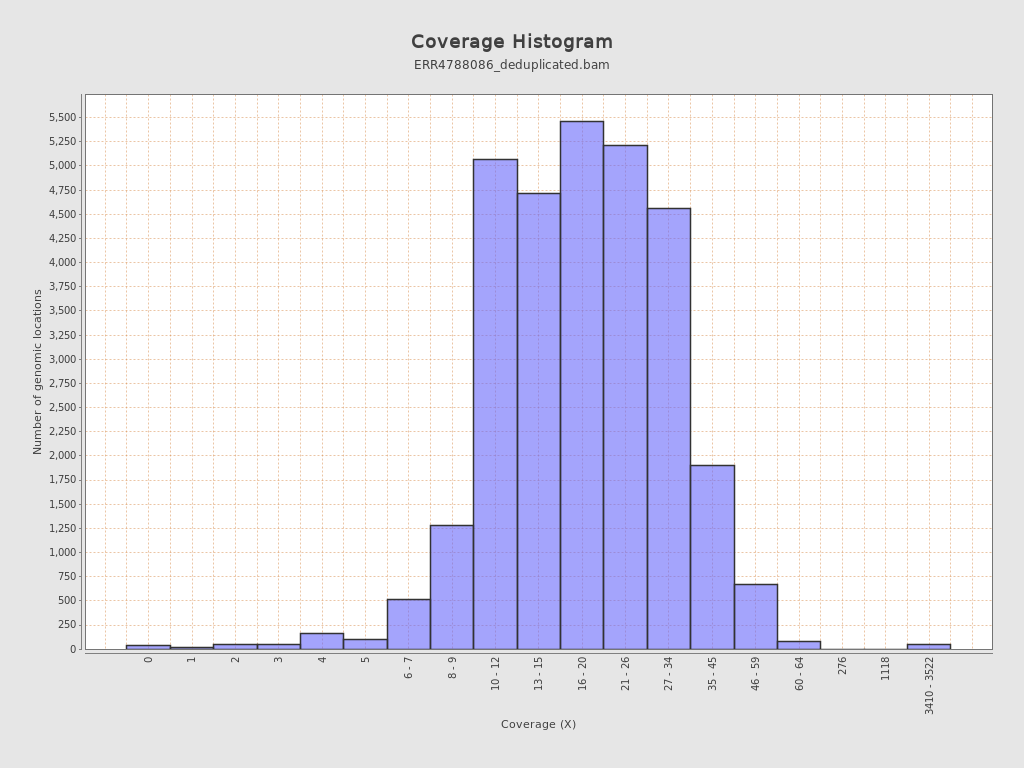 Coverage Histogram
ERR4788086_deduplicated.bam
Number of genomic locations
5,500
5,250
5,000
4,750
4,500
4,250
4,000
3,750
3,500
3,250
3,000
2,750
2,500
2,250
2,000
1,750
1,500
1,250
1,000
750
500
250
0
0
1
2
3
4
5
6 - 7
8 - 9
10 - 12
13 - 15
16 - 20
21 - 26
27 - 34
35 - 45
46 - 59
60 - 64
276
1118
3410 - 3522
Coverage (X)